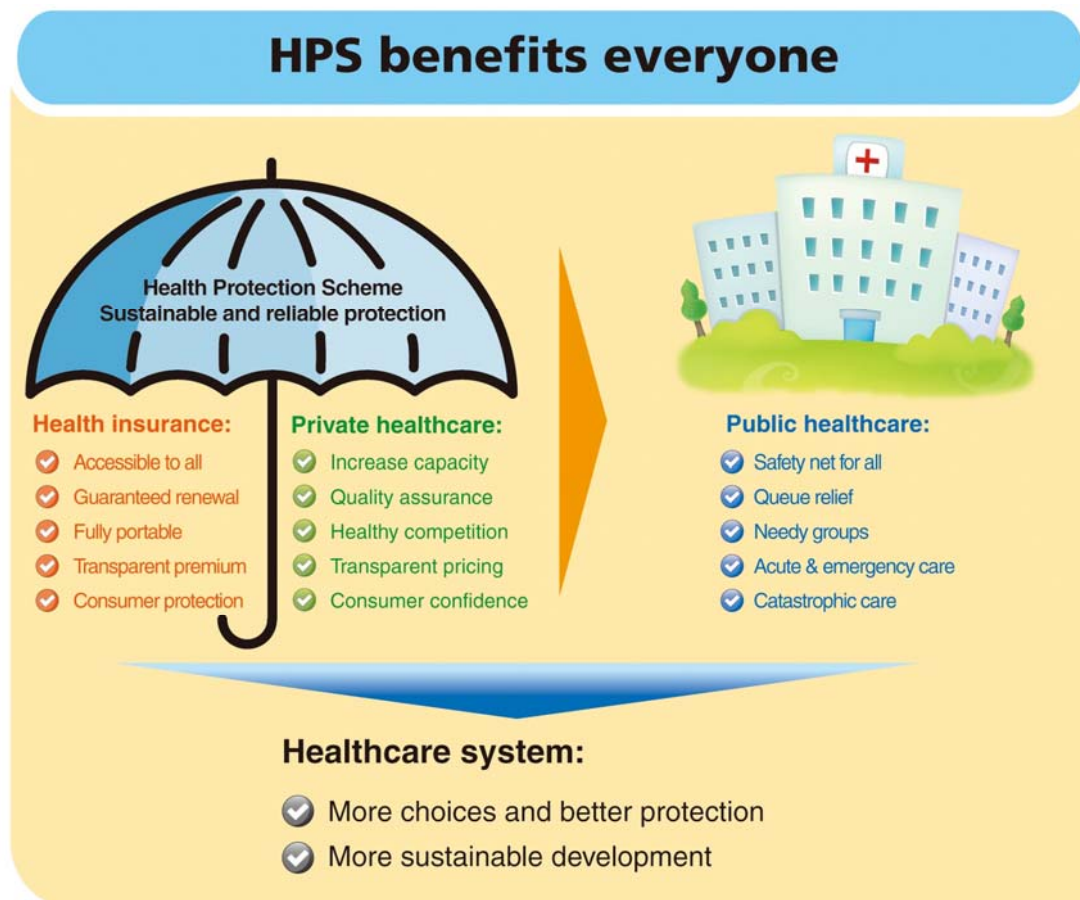 HPS benefits everyone
Health Protection Scheme
Sustainable and reliable protection
Health insurance:
Accessible to all
Guaranteed renewal
Fully portable
Transparent premium
Consumer protection
Private healthcare:
Increase capacity
Quality assurance
Healthy competition
Transparent pricing
Consumer confidence
Public healthcare:
Safety net for all
Queue relief
Needy groups
Acute & emergency care
Catastrophic care
Healthcare system:
More choices and better protection
More sustainable development